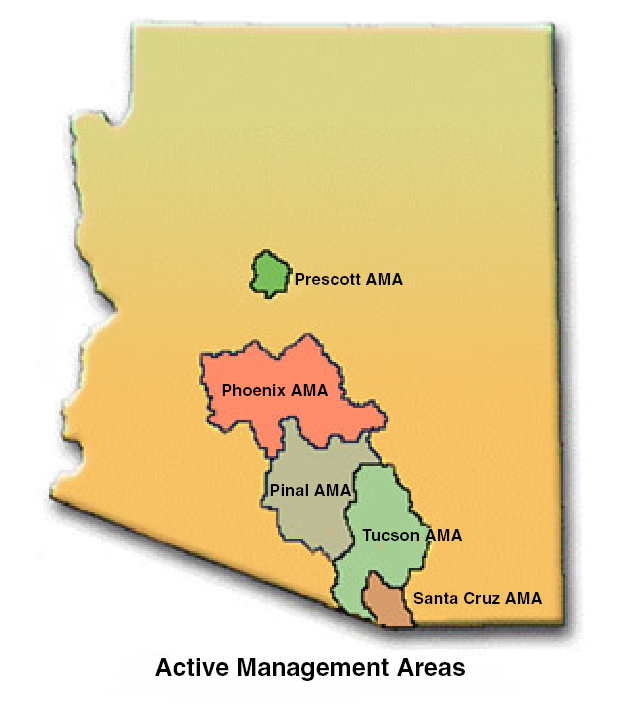 Prescott AMA
Phoenix AMA
Pinal AMA
Tucson AMA
Santa Cruz AMA
Active Management Areas